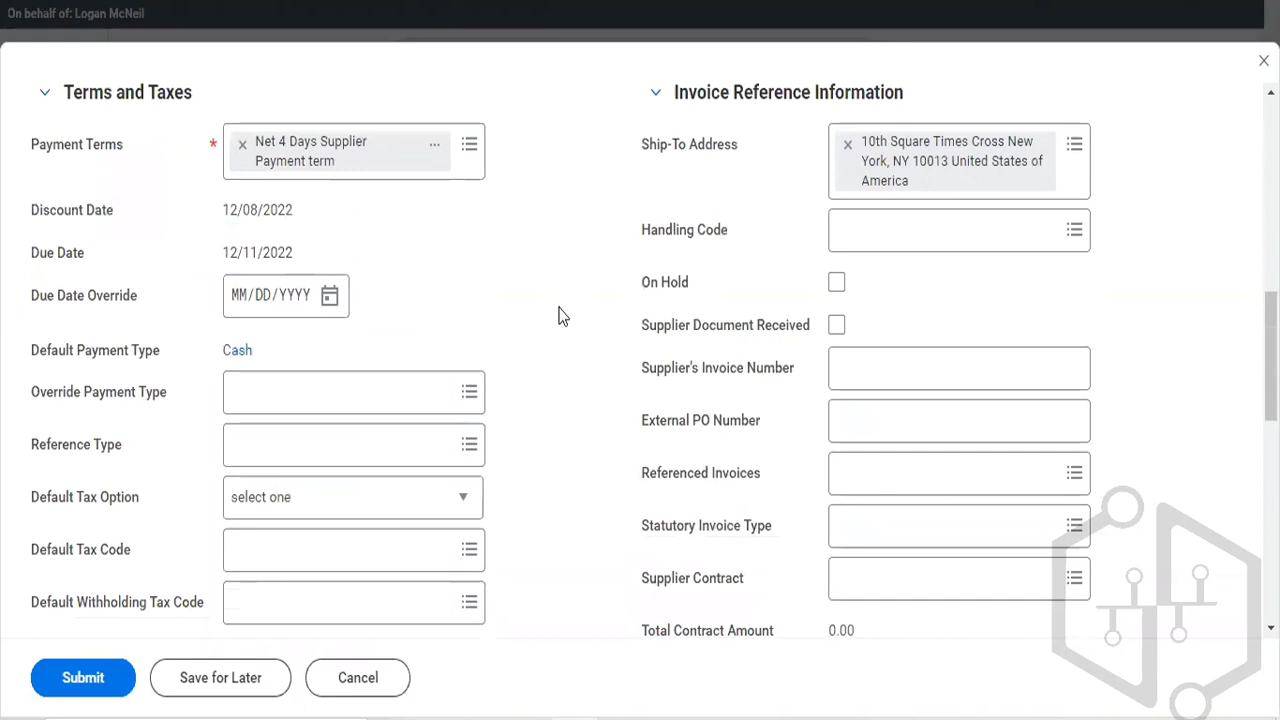 On behalf of: Logan McNeil
Terms and Taxes
Payment Terms
*
Net 4 Days Supplier
Payment term
Discount Date
12/08/2022
Due Date
12/11/2022
Due Date Override
MM/DD/YYYY
Default Payment Type
Cash
Override Payment Type
Reference Type
Default Tax Option
select one
Default Tax Code
Default Withholding Tax Code
Invoice Reference Information
Ship-To Address
10th Square Times Cross New
York, NY 10013 United States of
America
Handling Code
On Hold
Supplier Document Received
Supplier's Invoice Number
External PO Number
Referenced Invoices
Statutory Invoice Type
Supplier Contract
Total Contract Amount
0.00
Submit
Save for Later
Cancel